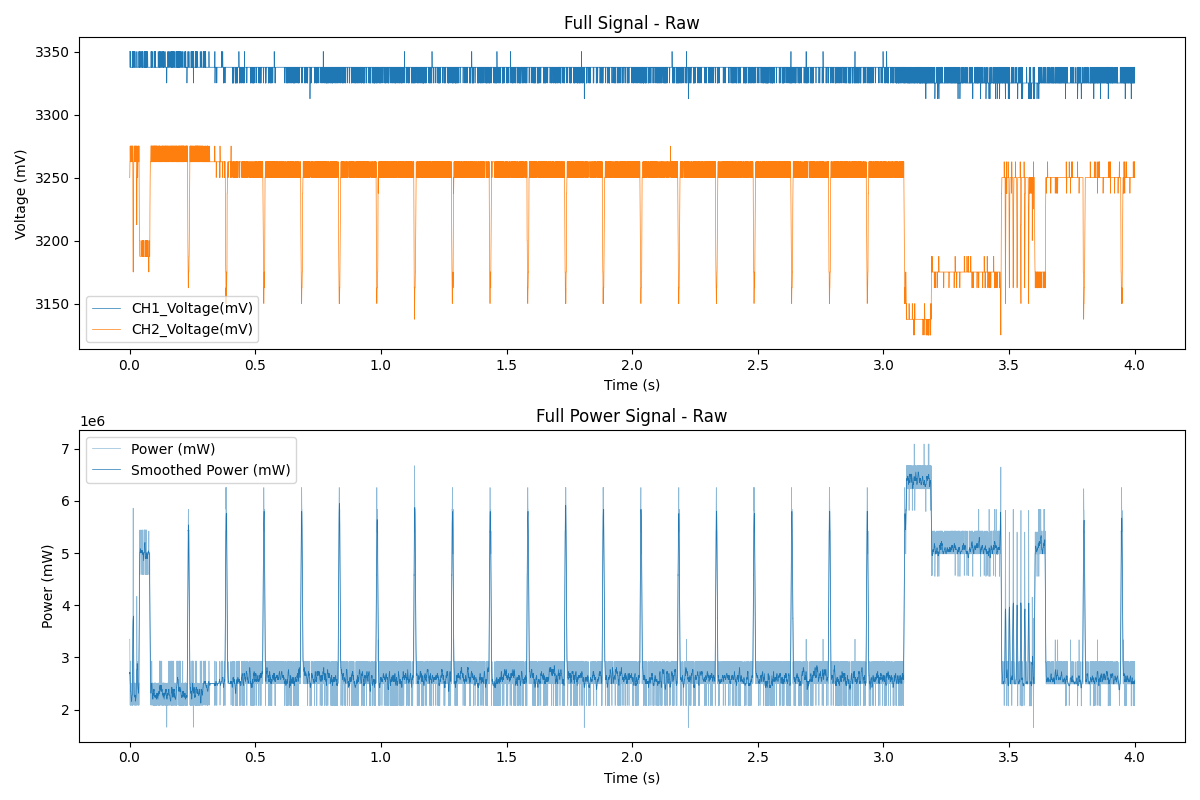 Full Signal - Raw
3350
3300
3250
3200
3150
Voltage (mV)
CH1_Voltage(mV)
CH2_Voltage(mV)
0.0 0.5 1.0 1.5 2.0 2.5 3.0 3.5 4.0
Time (s)
Full Power Signal - Raw
1e6
7
6
5
4
3
2
Power (mW)
Power (mW)
Smoothed Power (mW)
0.0 0.5 1.0 1.5 2.0 2.5 3.0 3.5 4.0
Time (s)